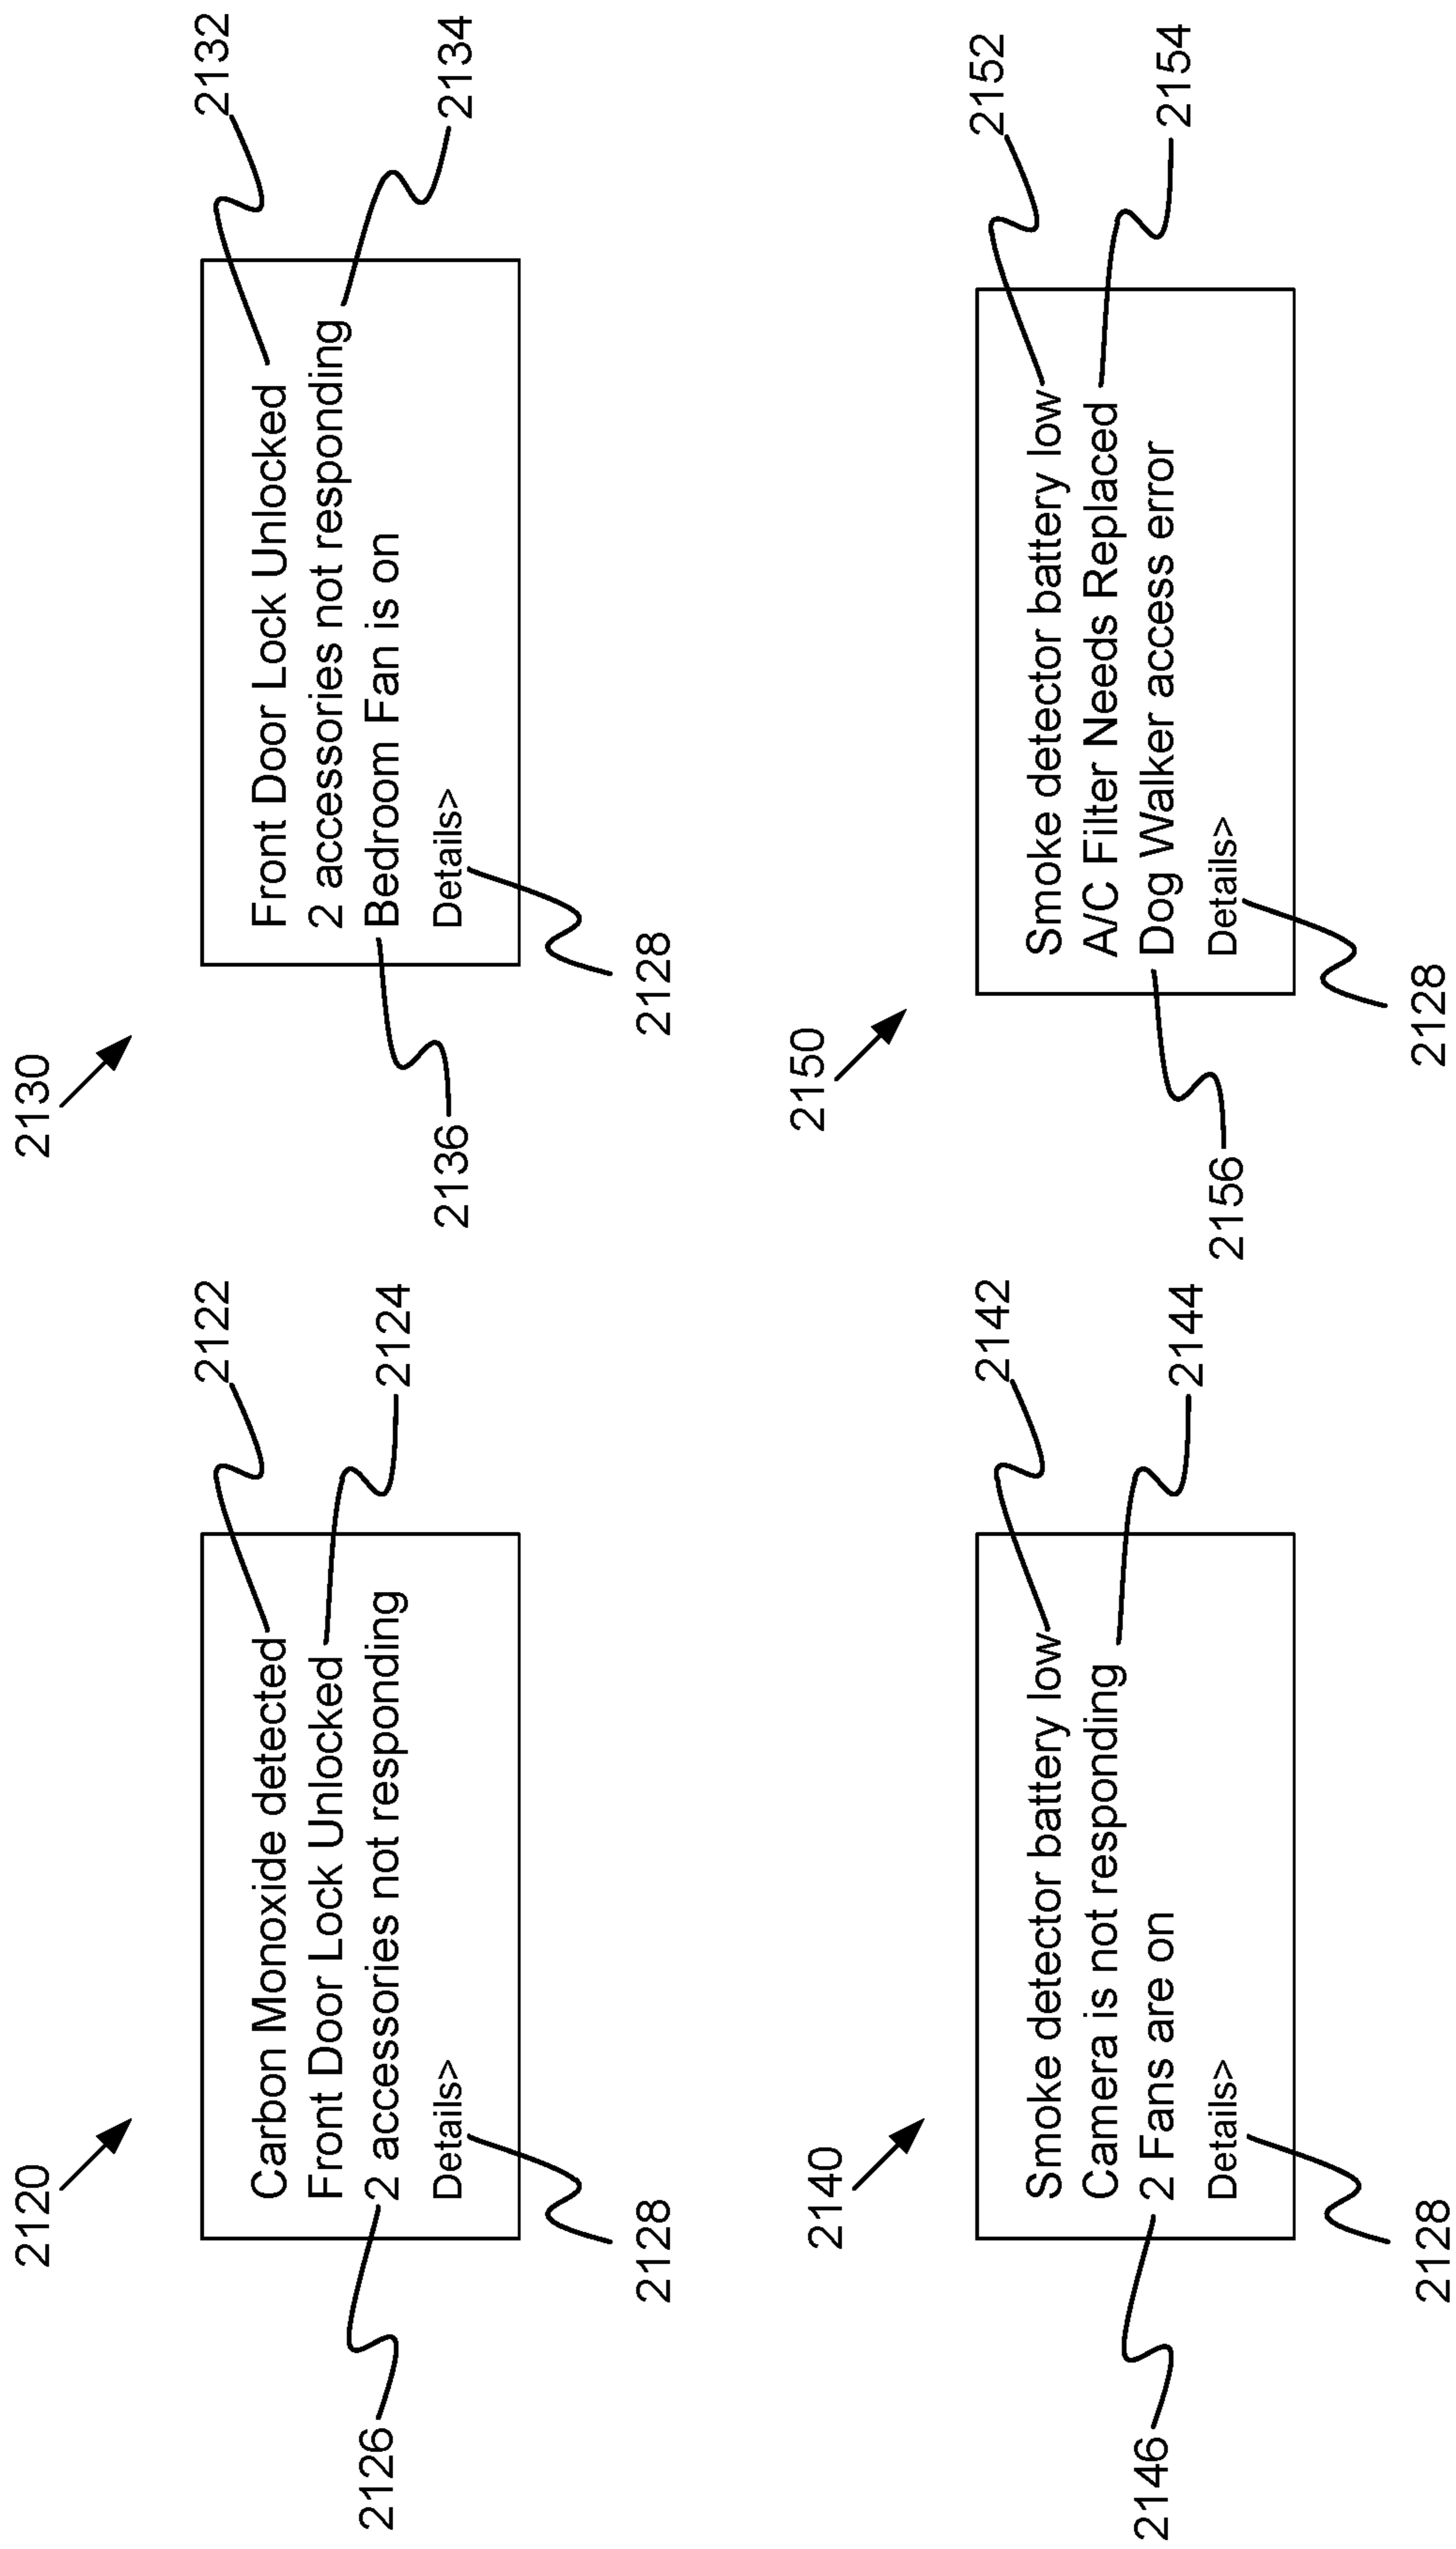 2120
2122
Carbon Monoxide detected
Front Door Lock Unlocked
2124
2126
2 accessories not responding
Details>
2128
2130
2132
Front Door Lock Unlocked
2 accessories not responding
2134
2136
Bedroom Fan is on
Details>
2128
2140
2142
Smoke detector battery low
Camera is not responding
2144
2146
2 Fans are on
Details>
2128
2150
2152
Smoke detector battery low
A/C Filter Needs Replaced
2154
2156
Dog Walker access error
Details>
2128